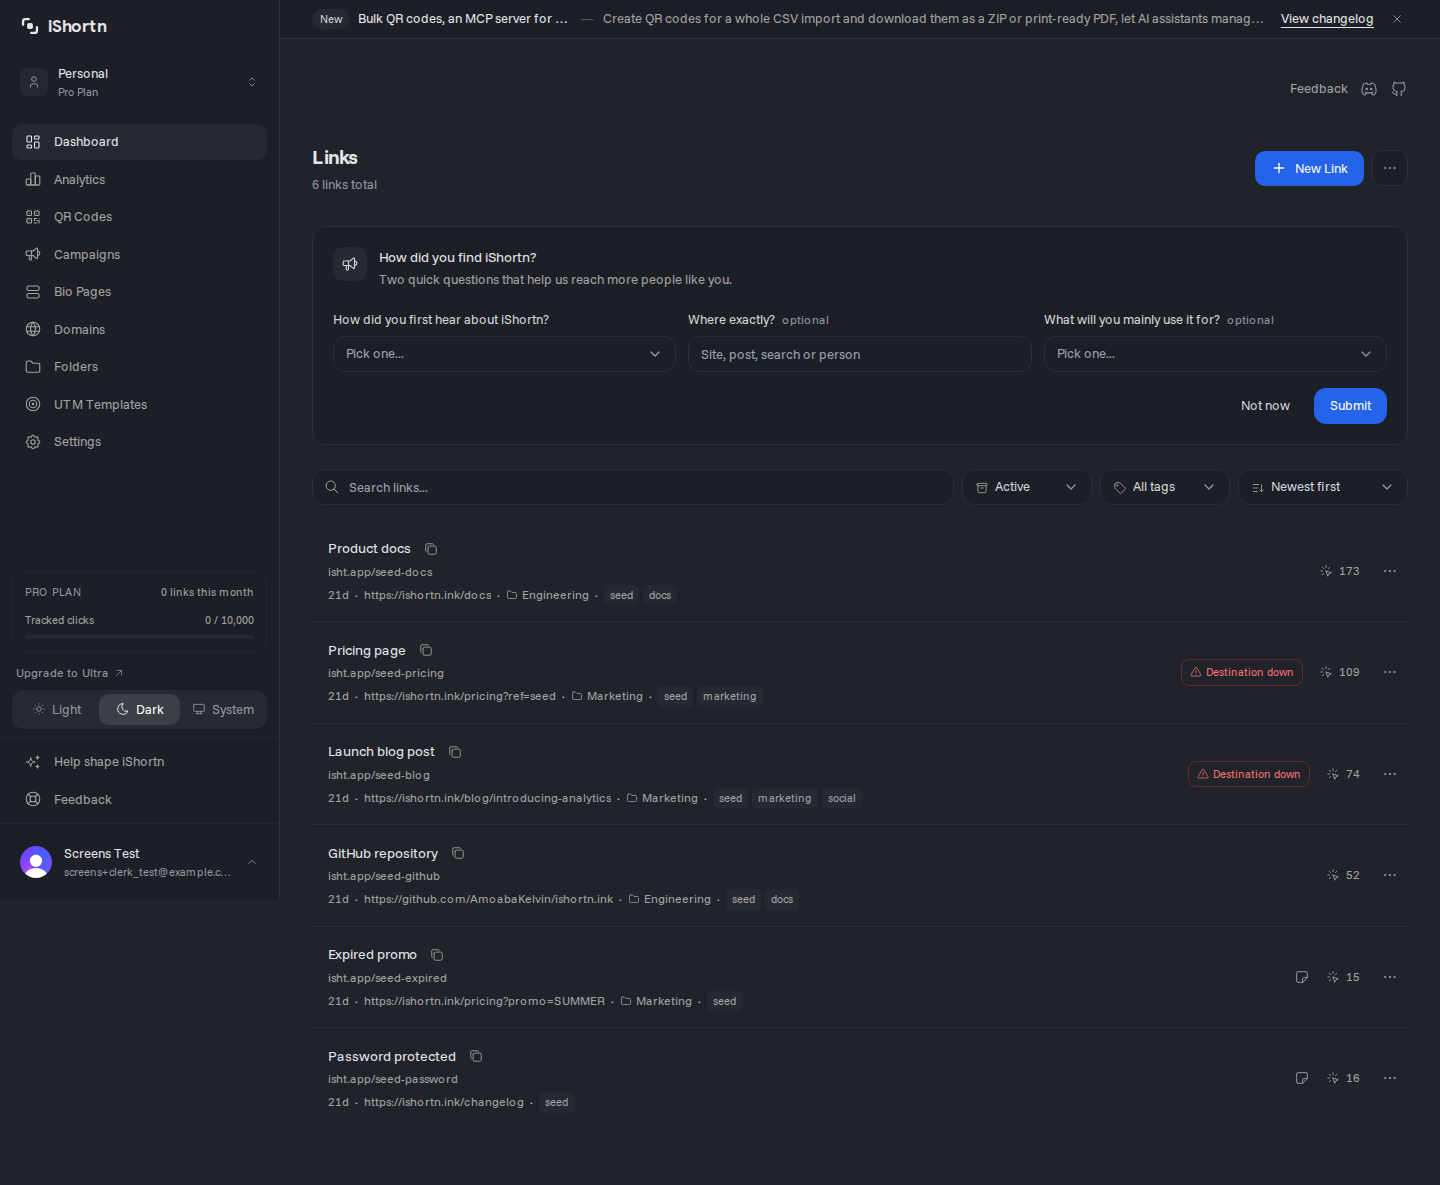 iShortn
Personal
Pro Plan
Dashboard
Analytics
QR Codes
Campaigns
Bio Pages
Domains
Folders
UTM Templates
Settings
PRO PLAN 0 links this month
Tracked clicks 0 / 10,000
Upgrade to Ultra
Light Dark System
Help shape iShortn
Feedback
Screens Test
screens+clerk_test@example.c...
New Bulk QR codes, an MCP server for ... — Create QR codes for a whole CSV import and download them as a ZIP or print-ready PDF, let AI assistants manag... View changelog
Feedback
Links
6 links total
New Link
How did you find iShortn?
Two quick questions that help us reach more people like you.
How did you first hear about iShortn? Where exactly? optional What will you mainly use it for? optional
Pick one... Site, post, search or person Pick one...
Not now Submit
Search links... Active All tags Newest first
Product docs
isht.app/seed-docs
173
21d · https://ishortn.ink/docs · Engineering · seed docs
Pricing page
isht.app/seed-pricing
Destination down 109
21d · https://ishortn.ink/pricing?ref=seed · Marketing · seed marketing
Launch blog post
isht.app/seed-blog
Destination down 74
21d · https://ishortn.ink/blog/introducing-analytics · Marketing · seed marketing social
GitHub repository
isht.app/seed-github
52
21d · https://github.com/AmoabaKelvin/ishortn.ink · Engineering · seed docs
Expired promo
isht.app/seed-expired
15
21d · https://ishortn.ink/pricing?promo=SUMMER · Marketing · seed
Password protected
isht.app/seed-password
16
21d · https://ishortn.ink/changelog · seed